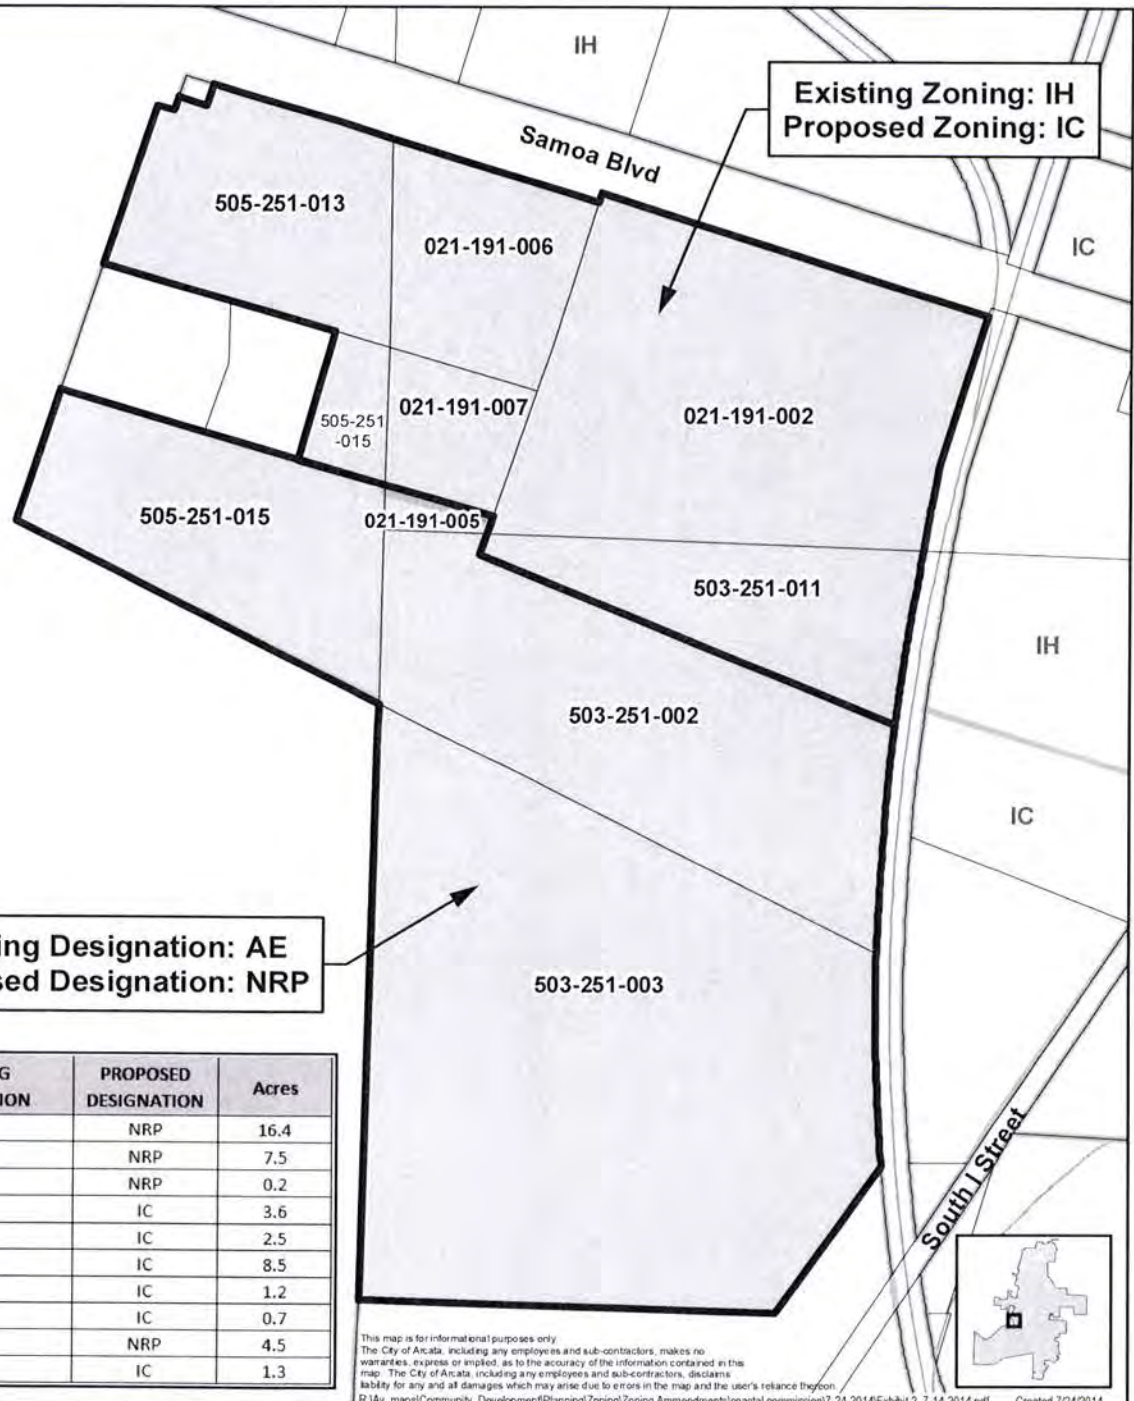 IH
Existing Zoning: IH
Proposed Zoning: IC
Samoa Blvd
505-251-013
021-191-006
IC
021-191-007
021-191-002
505-251
-015
505-251-015
021-191-005
503-251-011
IH
503-251-002
IC
ing Designation: AE
sed Designation: NRP
503-251-003
G PROPOSED Acres
ION DESIGNATION
NRP 16.4
NRP 7.5
NRP 0.2
IC 3.6
IC 2.5
IC 8.5
IC 1.2
IC 0.7
NRP 4.5
IC 1.3
South I Street
This map is for informational purposes only
The City of Arcata, including any employees and sub-contractors, makes no
warranties, express or implied, as to the accuracy of the information contained in this
map. The City of Arcata, including any employees and sub-contractors, disclaims
liability for any and all damages which may arise due to errors in the map and the user's reliance thereon.
Created 7/24/2014